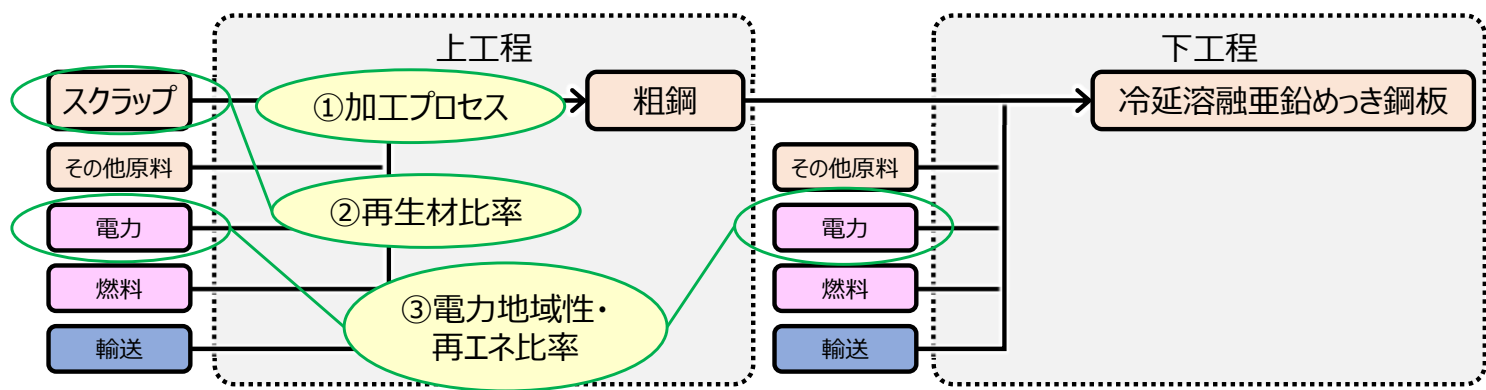 上工程
下工程
スクラップ
①加工プロセス
粗鋼
冷延溶融亜鉛めっき鋼板
その他原料
その他原料
②再生材比率
電力
電力
燃料
燃料
③電力地域性・
再エネ比率
輸送
輸送